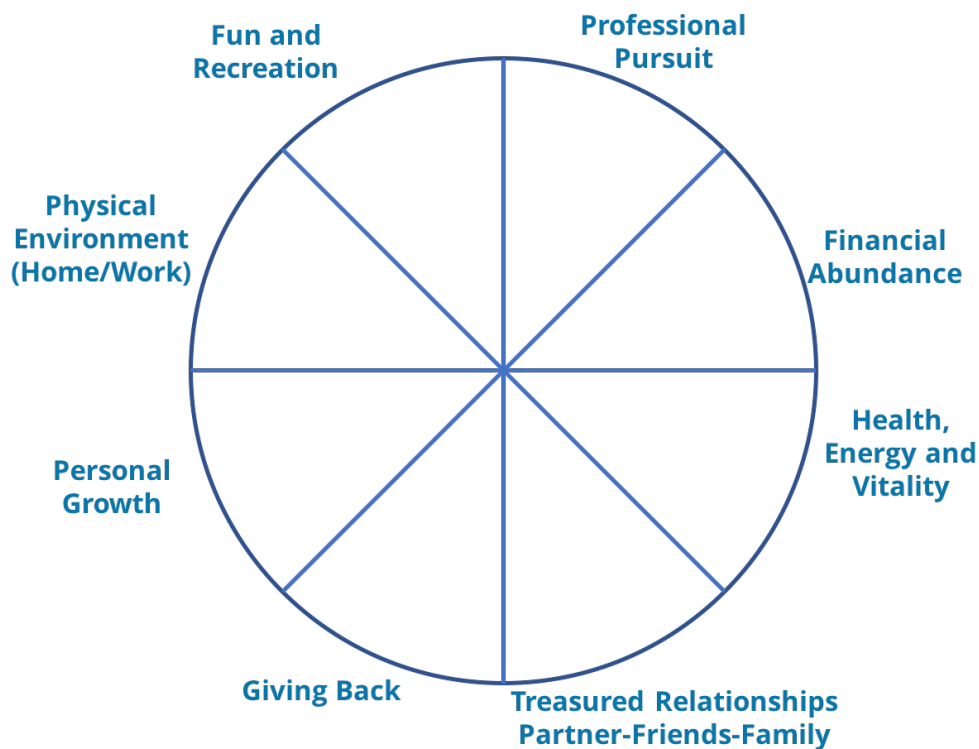 Fun and
Recreation
Professional
Pursuit
Physical
Environment
(Home/Work)
Financial
Abundance
Health,
Energy and
Vitality
Personal
Growth
Giving Back
Treasured Relationships
Partner-Friends-Family